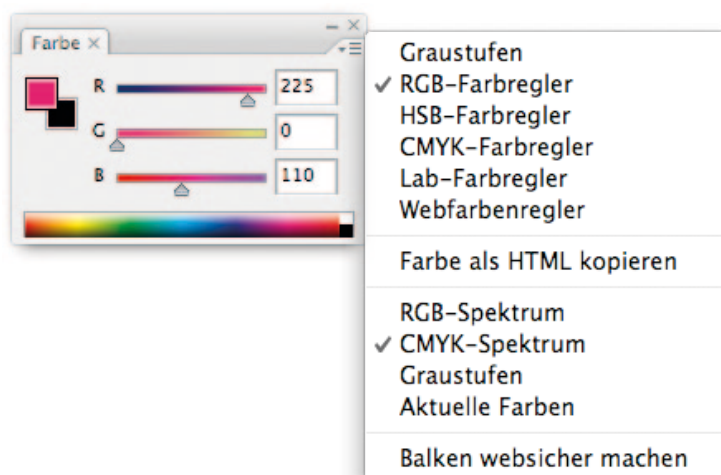 Farbe ×
R 225
G 0
B 110
Graustufen
✓ RGB-Farbregler
HSB-Farbregler
CMYK-Farbregler
Lab-Farbregler
Webfarbenregler
Farbe als HTML kopieren
RGB-Spektrum
✓ CMYK-Spektrum
Graustufen
Aktuelle Farben
Balken websicher machen